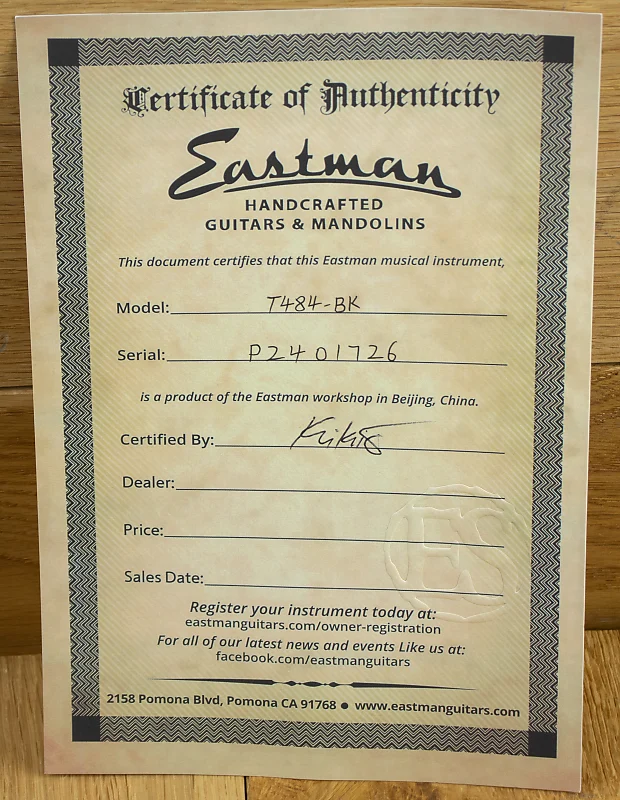 Certificate of Authenticity
Eastman
HANDCRAFTED
GUITARS & MANDOLINS
This document certifies that this Eastman musical instrument,
Model: T484-BK
Serial: P2401726
is a product of the Eastman workshop in Beijing, China.
Certified By:
Dealer:
Price:
Sales Date:
ES
Register your instrument today at:
eastmanguitars.com/owner-registration
For all of our latest news and events Like us at:
facebook.com/eastmanguitars
2158 Pomona Blvd, Pomona CA 91768 ● www.eastmanguitars.com